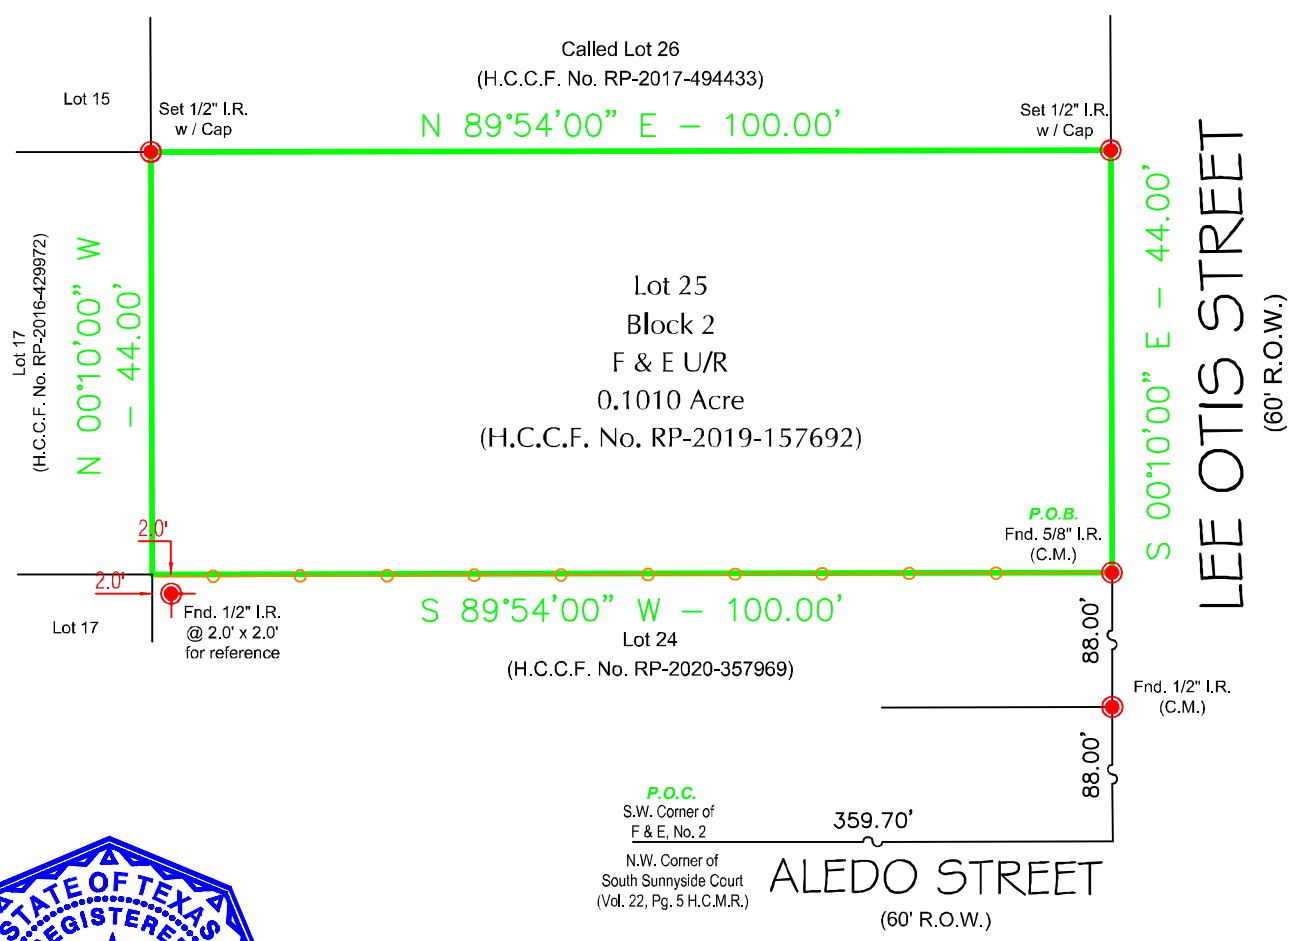 Called Lot 26
(H.C.C.F. No. RP-2017-494433)
Lot 15
Set 1/2" I.R.
w / Cap
N 89°54'00" E – 100.00'
Set 1/2" I.R.
w / Cap
Lot 17
(H.C.C.F. No. RP-2016-429972)
N 00°10'00" W
– 44.00'
Lot 25
Block 2
F & E U/R
0.1010 Acre
(H.C.C.F. No. RP-2019-157692)
S 00°10'00" E – 44.00'
LEE OTIS STREET
(60' R.O.W.)
P.O.B.
Fnd. 5/8" I.R.
(C.M.)
2.0'
2.0'
Fnd. 1/2" I.R.
@ 2.0' x 2.0'
for reference
Lot 17
S 89°54'00" W – 100.00'
Lot 24
(H.C.C.F. No. RP-2020-357969)
88.00'
Fnd. 1/2" I.R.
(C.M.)
88.00'
P.O.C.
S.W. Corner of
F & E, No. 2
359.70'
N.W. Corner of
South Sunnyside Court
(Vol. 22, Pg. 5 H.C.M.R.)
ALEDO STREET
(60' R.O.W.)
STATE OF TEXAS